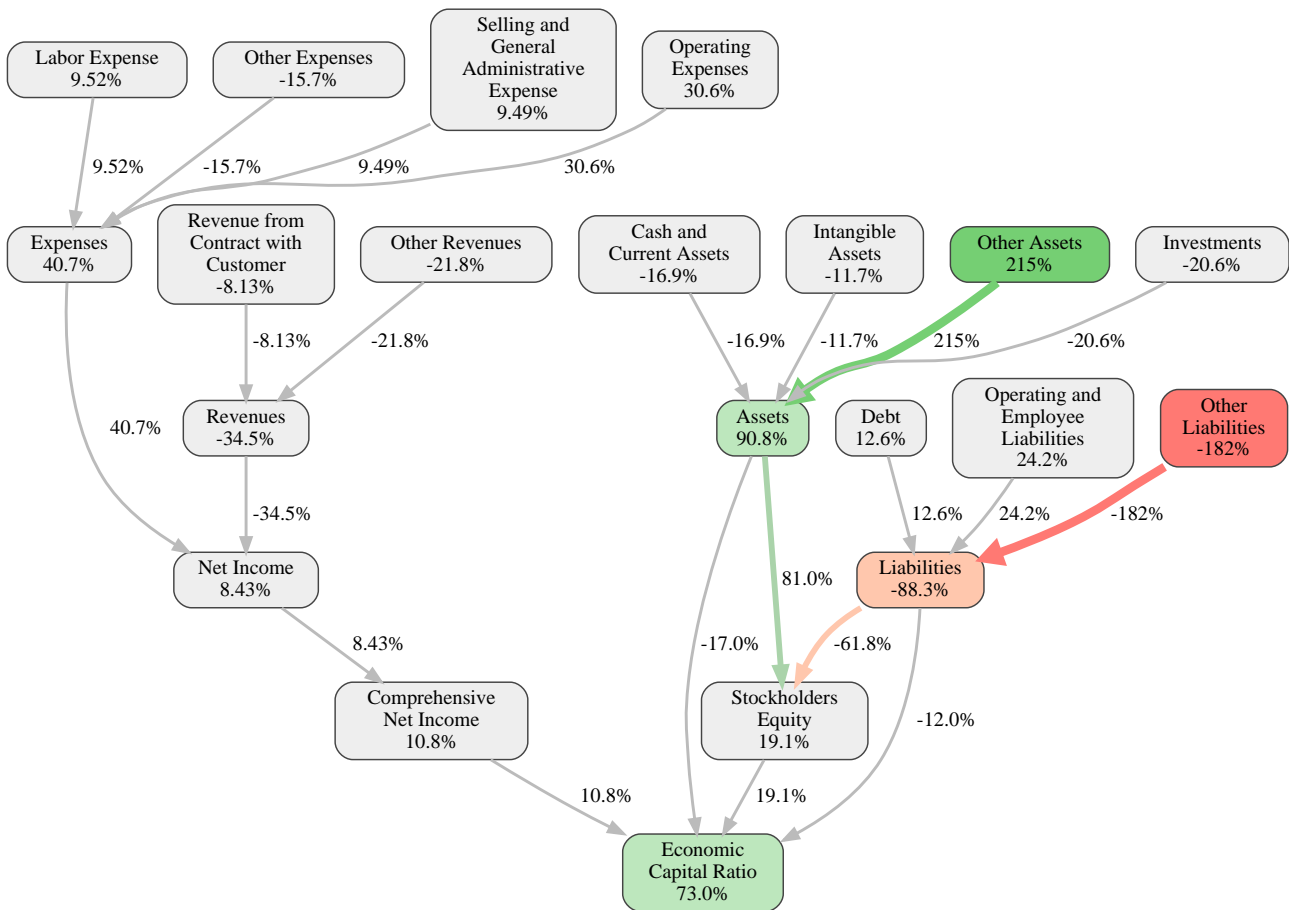 Labor Expense
9.52%
Other Expenses
-15.7%
Selling and
General
Administrative
Expense
9.49%
Operating
Expenses
30.6%
9.52%
-15.7%
9.49%
30.6%
Expenses
40.7%
Revenue from
Contract with
Customer
-8.13%
Other Revenues
-21.8%
Cash and
Current Assets
-16.9%
Intangible
Assets
-11.7%
Other Assets
215%
Investments
-20.6%
-8.13%
-21.8%
-16.9%
-11.7%
215%
-20.6%
40.7%
Revenues
-34.5%
Assets
90.8%
Debt
12.6%
Operating and
Employee
Liabilities
24.2%
Other
Liabilities
-182%
-34.5%
12.6%
24.2%
-182%
Net Income
8.43%
81.0%
Liabilities
-88.3%
8.43%
-17.0%
-61.8%
Comprehensive
Net Income
10.8%
Stockholders
Equity
19.1%
-12.0%
10.8%
19.1%
Economic
Capital Ratio
73.0%